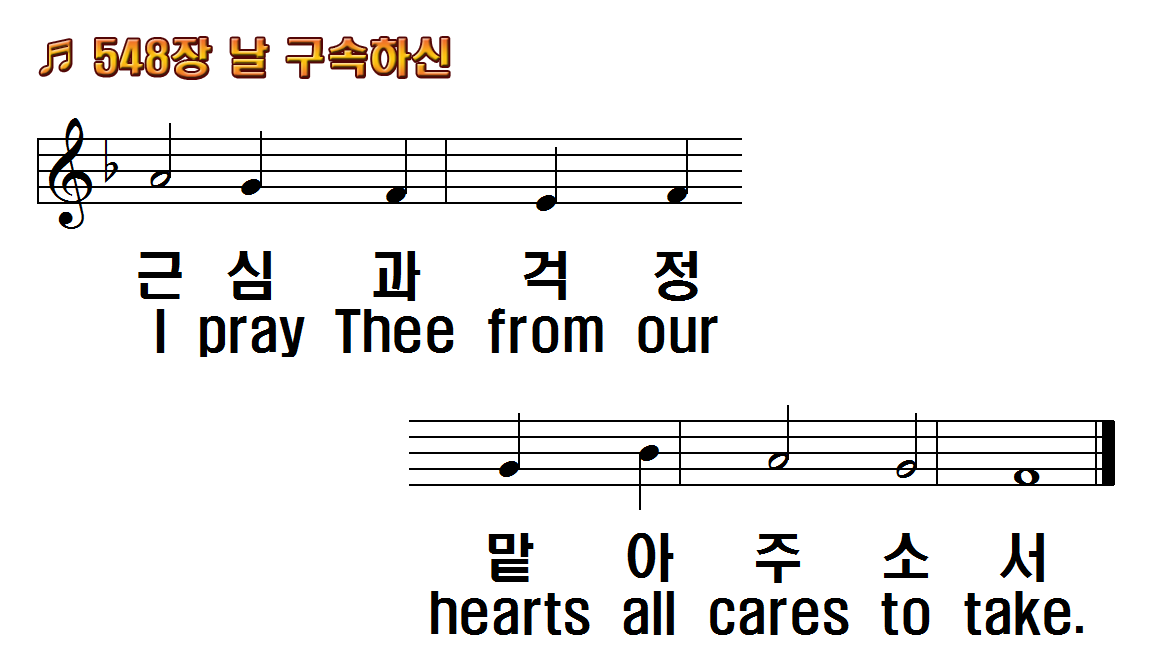 ♬ 548장 날 구속하신
근 심 과 걱 정
I pray Thee from our
맡 아 주 소 서
hearts all cares to take.